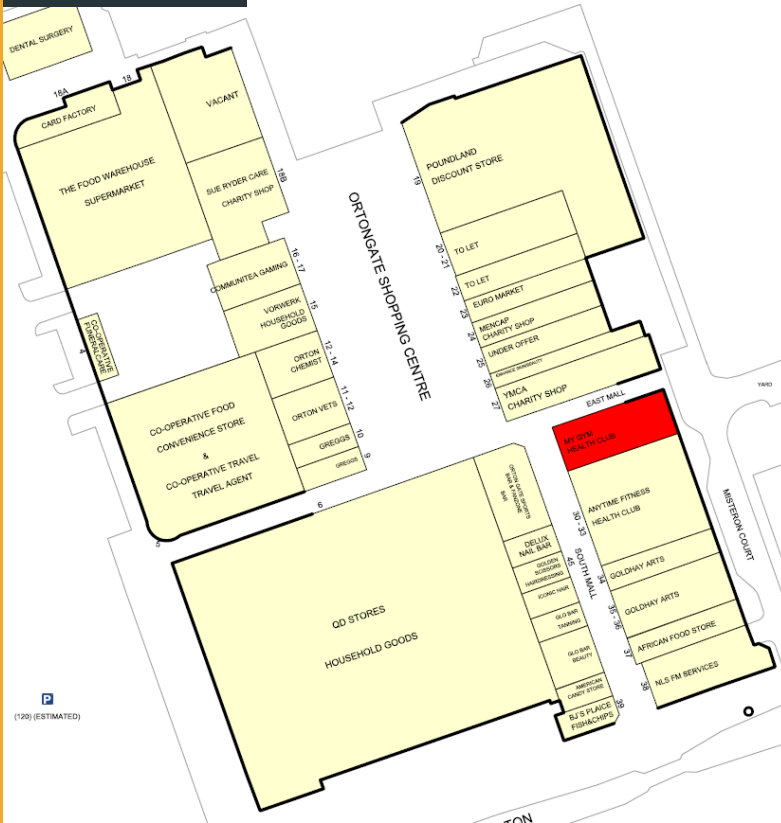 DENTAL SURGERY
18A
18
CARD FACTORY
VACANT
THE FOOD WAREHOUSE
SUPERMARKET
SUE RYDER CARE
CHARITY SHOP
18B
POUNDLAND
DISCOUNT STORE
19
ORTONGATE SHOPPING CENTRE
COMMUNITEA GAMING
16 - 17
VORWERK
HOUSEHOLD
GOODS
15
TO LET
20 - 21
TO LET
22
EURO MARKET
23
MENCAP
CHARITY SHOP
24
UNDER OFFER
25
26
YMCA
CHARITY SHOP
27
CO-OPERATIVE
FUNERALCARE
4
ORTON
CHEMIST
12 - 14
ORTON VETS
11 - 12
GREGGS
10
GREGGS
9
CO-OPERATIVE FOOD
CONVENIENCE STORE
&
CO-OPERATIVE TRAVEL
TRAVEL AGENT
5
6
EAST MALL
YARD
MY GYM
HEALTH CLUB
ANYTIME FITNESS
HEALTH CLUB
30 - 33
MISTERON COURT
ORTON GATE SPORTS
BAR & FANZONE
BAR
DELUX
NAIL BAR
GOLDEN
SCISSORS
HAIRDRESSING
45
SOUTH MALL
ICONIC HAIR
GLO BAR
TANNING
GLO BAR
BEAUTY
AMERICAN
CANDY STORE
BJ'S PLAICE
FISH&CHIPS
39
GOLDHAY ARTS
34
GOLDHAY ARTS
35 - 36
AFRICAN FOOD STORE
37
NLS FM SERVICES
38
QD STORES
HOUSEHOLD GOODS
P
(120) (ESTIMATED)